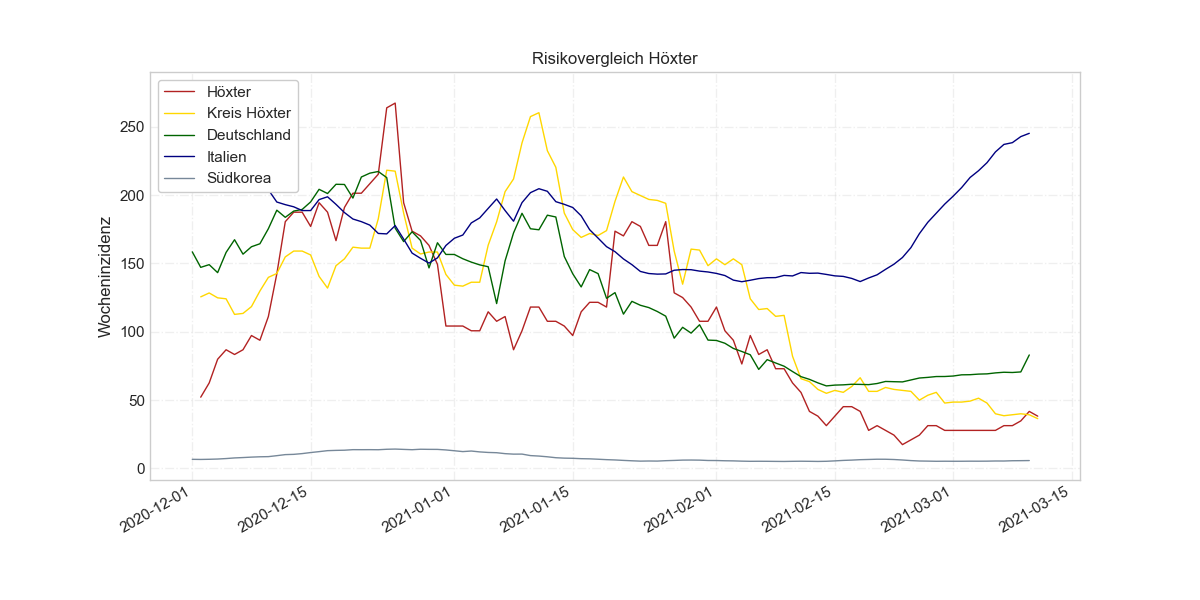 Risikovergleich Höxter
Höxter
Kreis Höxter
Deutschland
Italien
Südkorea
Wocheninzidenz
250
200
150
100
50
0
2020-12-01
2020-12-15
2021-01-01
2021-01-15
2021-02-01
2021-02-15
2021-03-01
2021-03-15